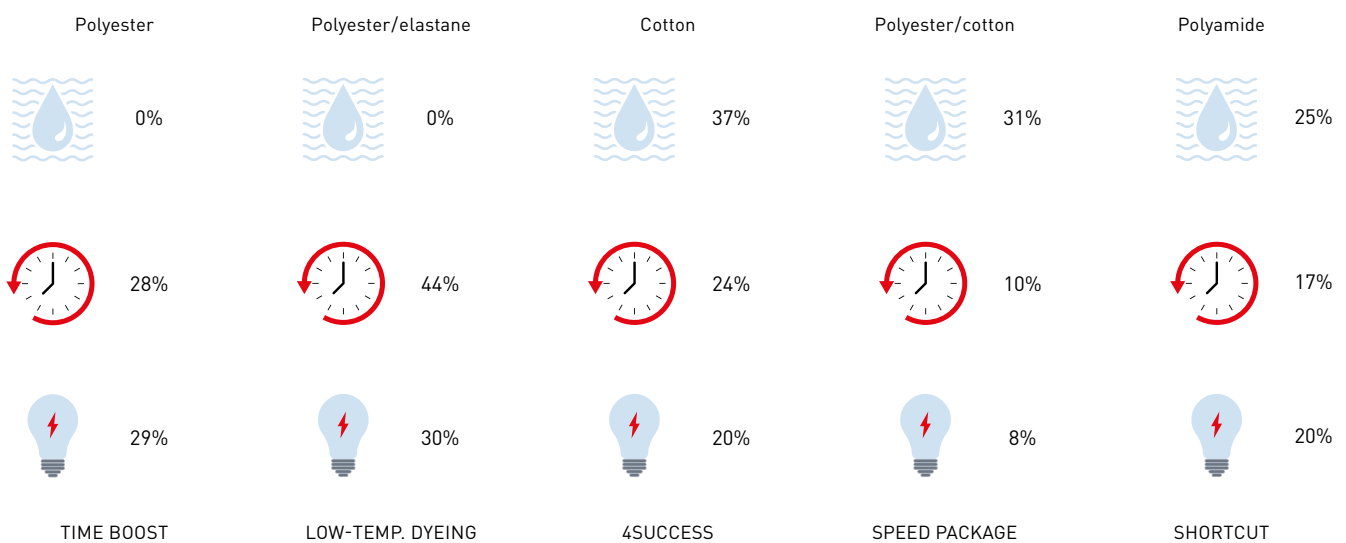 Polyester Polyester/elastane Cotton Polyester/cotton Polyamide
0% 0% 37% 31% 25%
28% 44% 24% 10% 17%
29% 30% 20% 8% 20%
TIME BOOST LOW-TEMP. DYEING 4SUCCESS SPEED PACKAGE SHORTCUT